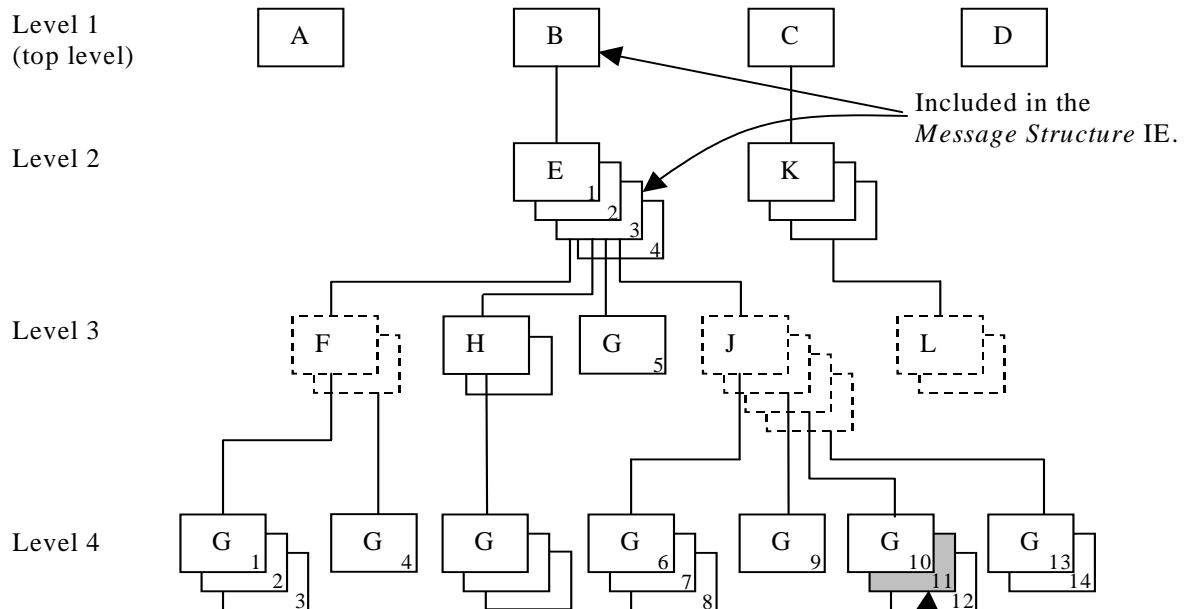 Level 1
(top level)
A
B
C
D
Included in the
Message Structure IE.
Level 2
E
1
2
3
4
K
Level 3
F
H
G
5
J
L
Level 4
G
1
2
3
G
4
G
G
6
7
8
G
9
G
10
11
12
G
13
14